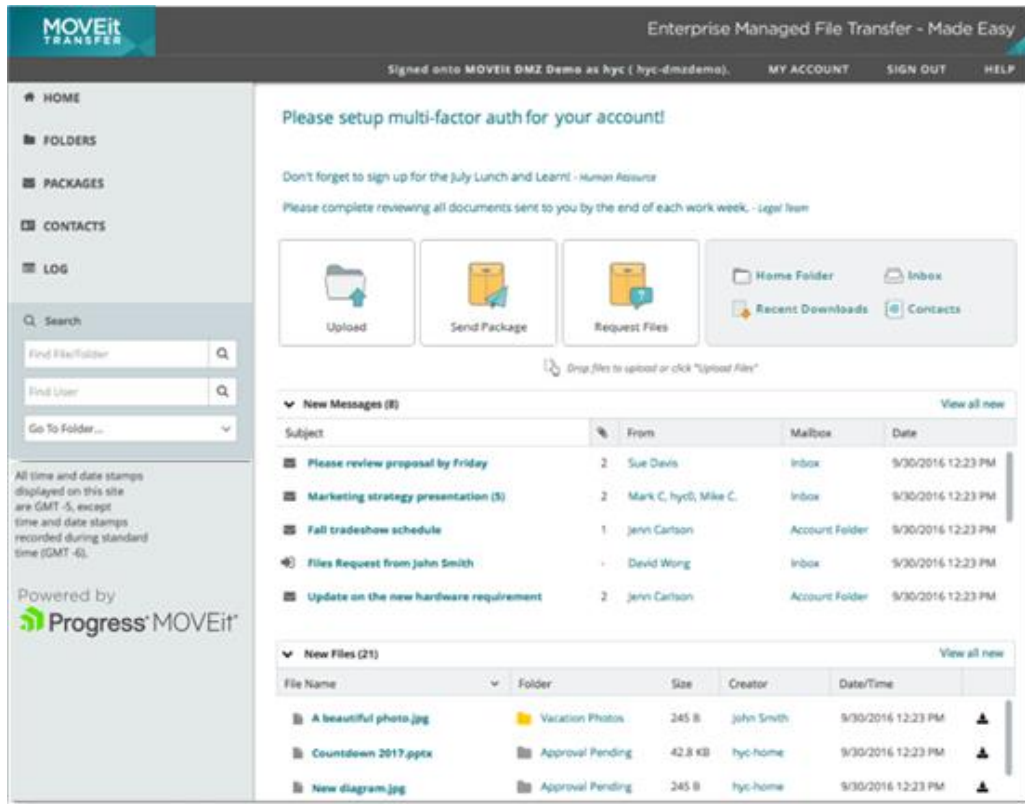 MOVEit
TRANSFER
Enterprise Managed File Transfer - Made Easy
Signed onto MOVEit DMZ Demo as hyc ( hyc-dmzdemo). MY ACCOUNT SIGN OUT HELP
HOME
FOLDERS
PACKAGES
CONTACTS
LOG
Search
Find File/Folder
Find User
Go To Folder...
All time and date stamps
displayed on this site
are GMT -5, except
time and date stamps
recorded during standard
time (GMT -6).
Powered by
Progress MOVEit
Please setup multi-factor auth for your account!
Don't forget to sign up for the July Lunch and Learn! - Human Resource
Please complete reviewing all documents sent to you by the end of each work week. - Legal Team
Upload Send Package Request Files
Home Folder Inbox
Recent Downloads Contacts
Drop files to upload or click "Upload Files"
New Messages (8) View all new
Subject From Mailbox Date
Please review proposal by Friday 2 Sue Davis Inbox 9/30/2016 12:23 PM
Marketing strategy presentation (5) 2 Mark C, hyc0, Mike C. Inbox 9/30/2016 12:23 PM
Fall tradeshow schedule 1 Jenn Carlson Account Folder 9/30/2016 12:23 PM
Files Request from John Smith - David Wong Inbox 9/30/2016 12:23 PM
Update on the new hardware requirement 2 Jenn Carlson Account Folder 9/30/2016 12:23 PM
New Files (21) View all new
File Name Folder Size Creator Date/Time
A beautiful photo.jpg Vacation Photos 245 B John Smith 9/30/2016 12:23 PM
Countdown 2017.pptx Approval Pending 42.8 KB hyc-home 9/30/2016 12:23 PM
New diagram.jpg Approval Pending 245 B hyc-home 9/30/2016 12:23 PM